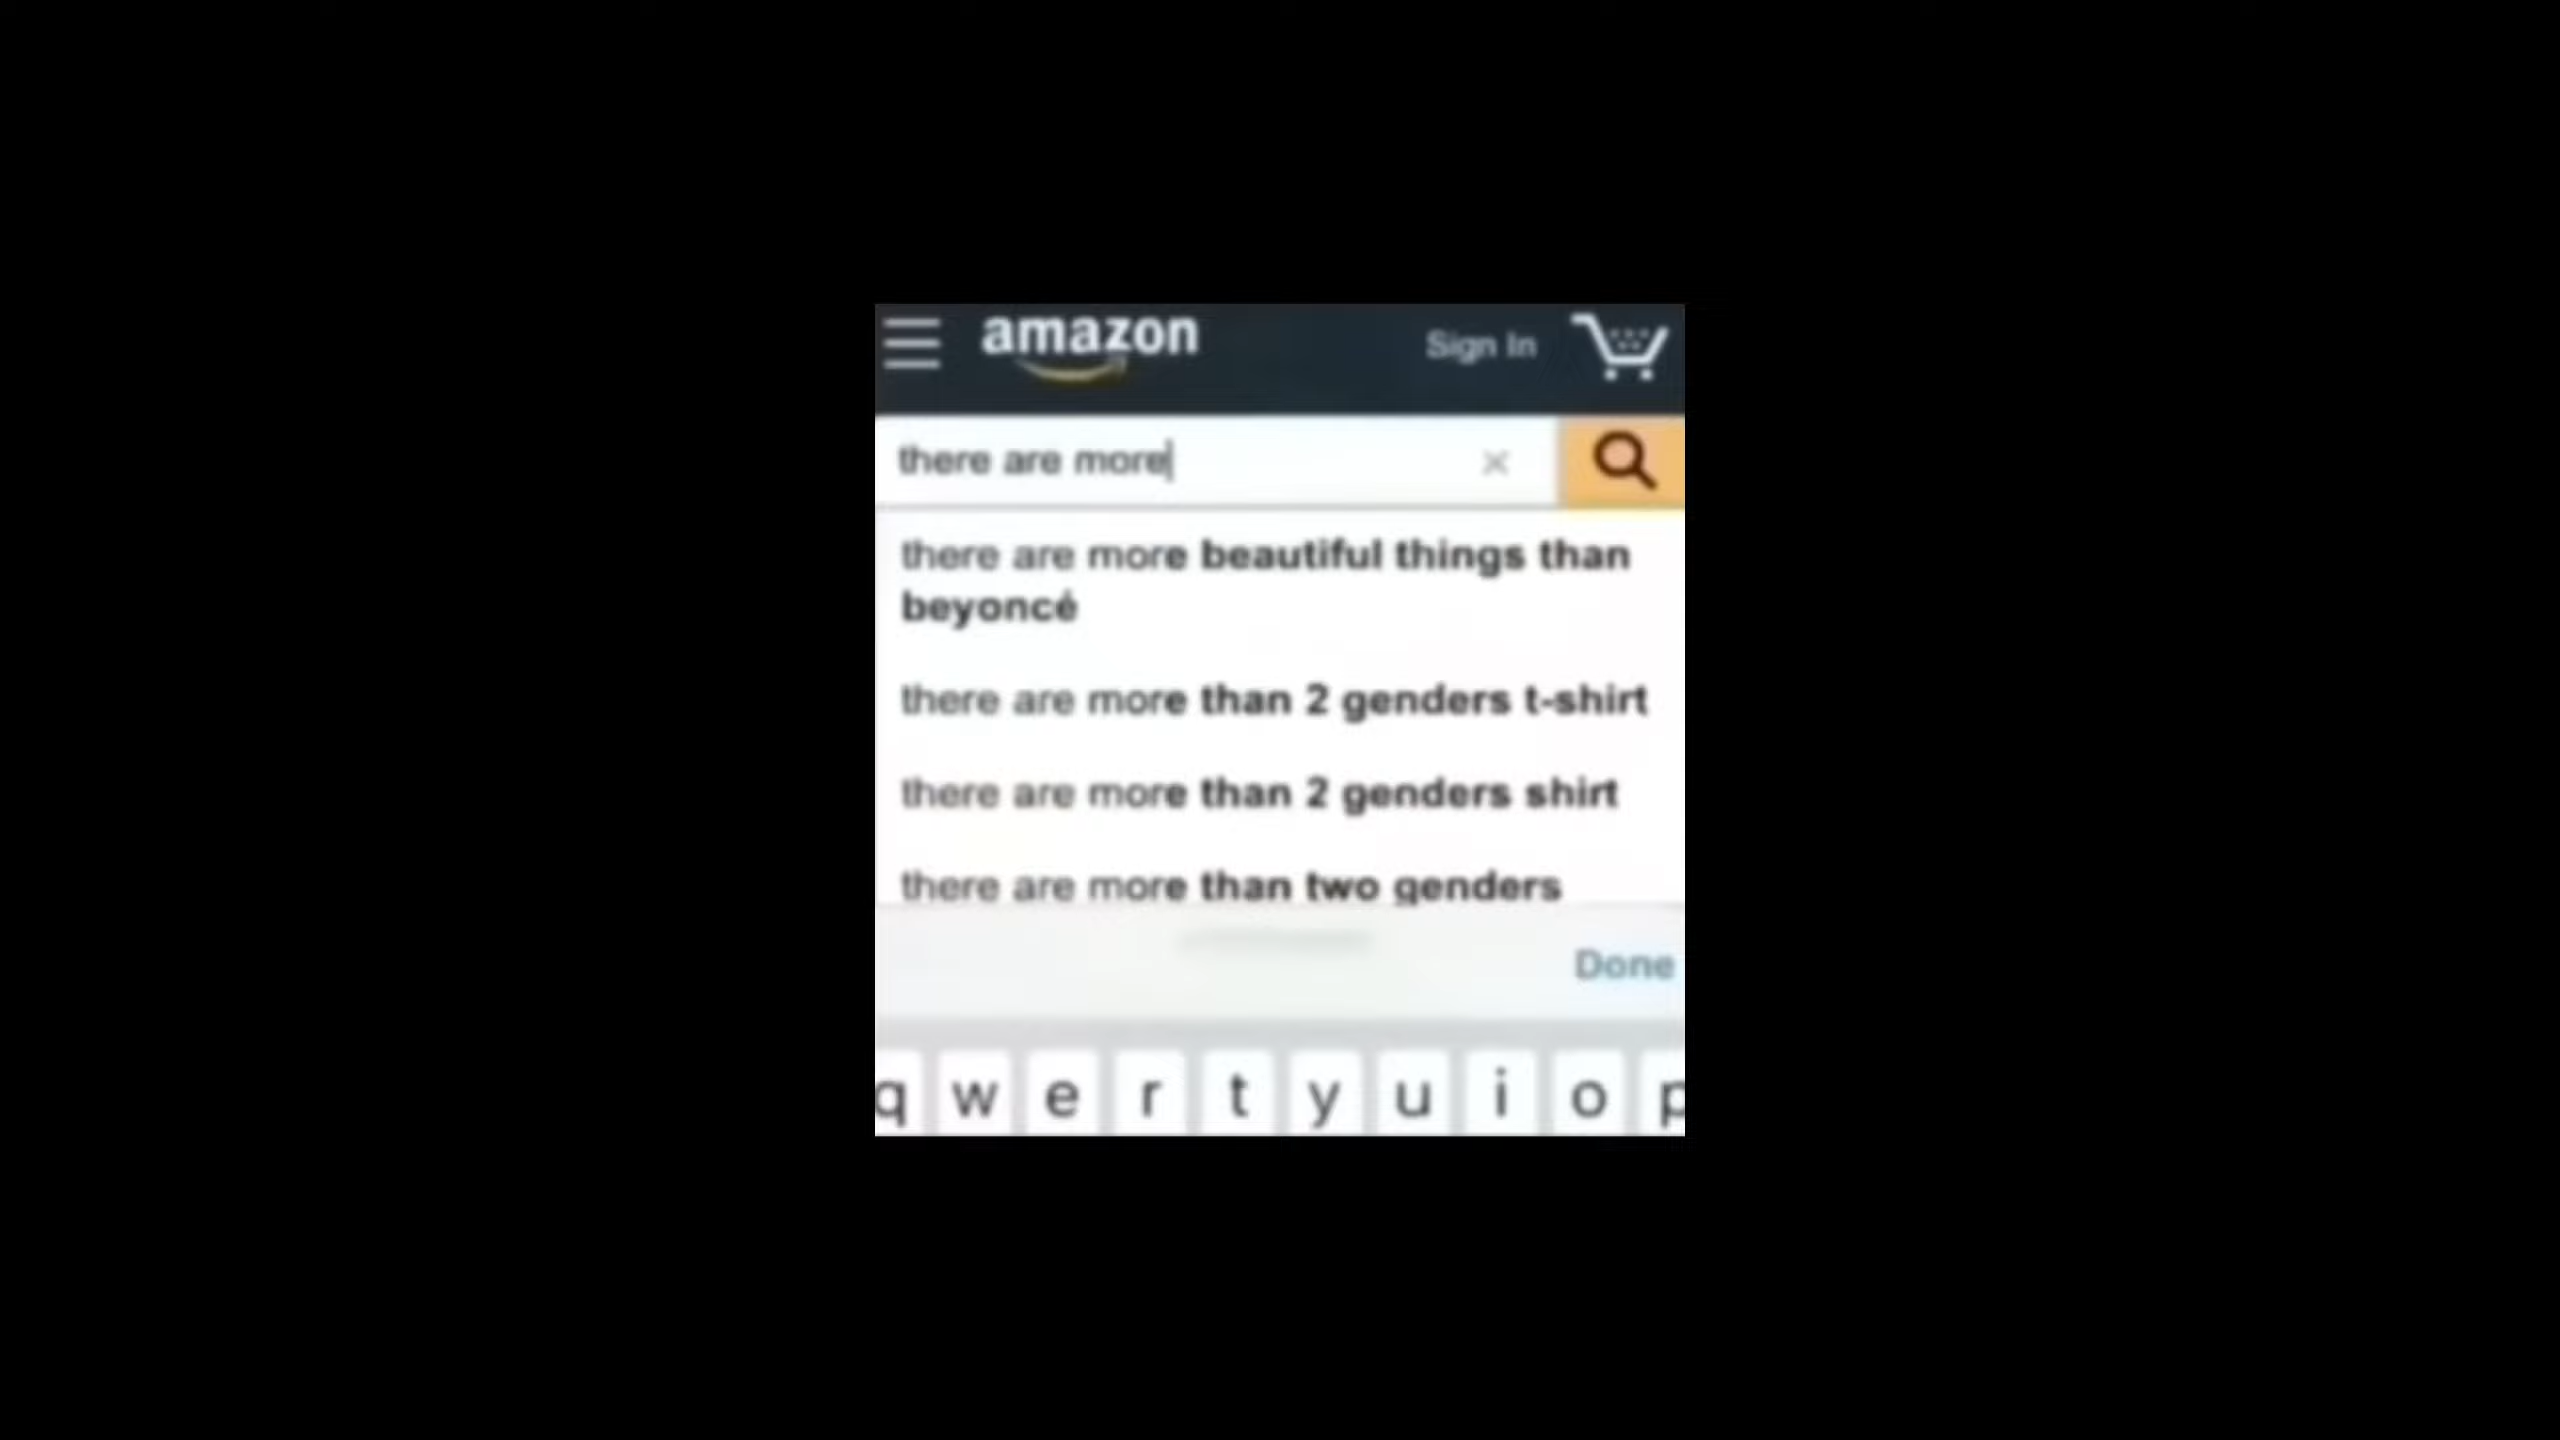 amazon
Sign In
there are more
there are more beautiful things than
beyoncé
there are more than 2 genders t-shirt
there are more than 2 genders shirt
there are more than two genders
Done
q w e r t y u i o p